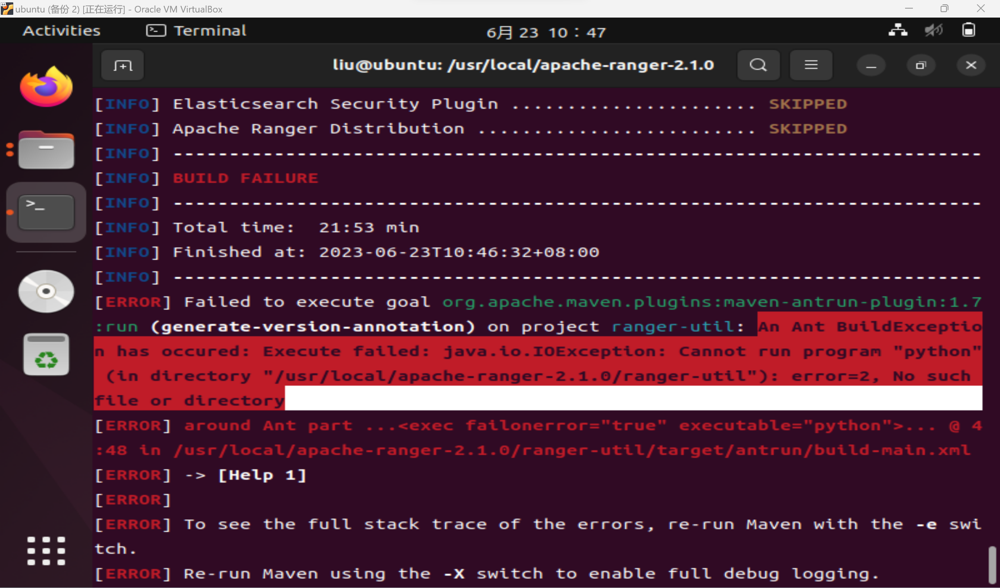 64
ubuntu (备份 2) [正在运行] - Oracle VM VirtualBox
Activities
Terminal
6月 23 10：47
liu@ubuntu: /usr/local/apache-ranger-2.1.0
[INFO] Elasticsearch Security Plugin ...................... SKIPPED
[INFO] Apache Ranger Distribution ......................... SKIPPED
[INFO] ------------------------------------------------------------------------
[INFO] BUILD FAILURE
[INFO] ------------------------------------------------------------------------
[INFO] Total time:  21:53 min
[INFO] Finished at: 2023-06-23T10:46:32+08:00
[INFO] ------------------------------------------------------------------------
[ERROR] Failed to execute goal org.apache.maven.plugins:maven-antrun-plugin:1.7
:run (generate-version-annotation) on project ranger-util: An Ant BuildExceptio
n has occured: Execute failed: java.io.IOException: Cannot run program "python"
 (in directory "/usr/local/apache-ranger-2.1.0/ranger-util"): error=2, No such
file or directory
[ERROR] around Ant part ...<exec failonerror="true" executable="python">... @ 4
:48 in /usr/local/apache-ranger-2.1.0/ranger-util/target/antrun/build-main.xml
[ERROR] -> [Help 1]
[ERROR]
[ERROR] To see the full stack trace of the errors, re-run Maven with the -e swi
tch.
[ERROR] Re-run Maven using the -X switch to enable full debug logging.